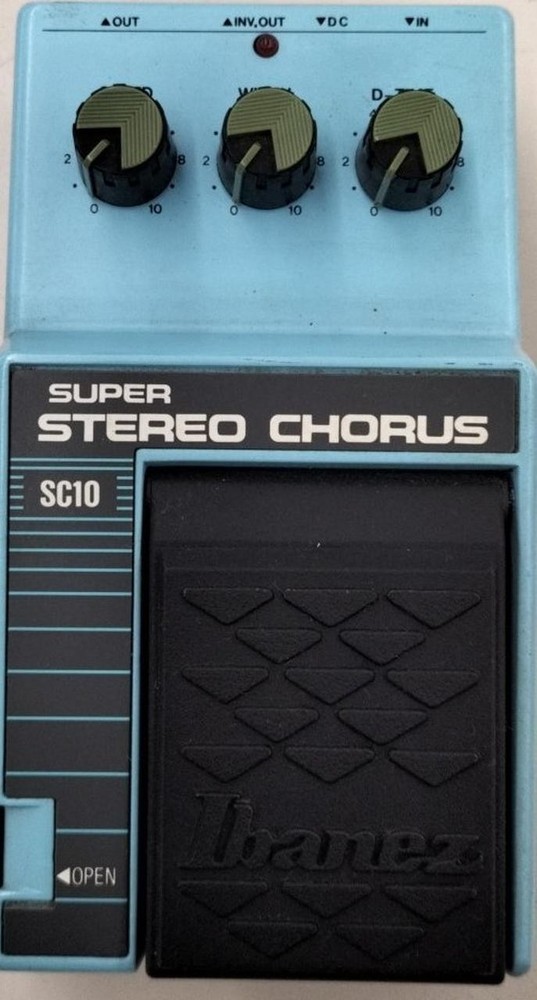 ▲OUT ▲INV.OUT ▼DC ▼IN
2 8 2 8 2 8
0 10 0 10 0 10
SUPER
STEREO CHORUS
SC10
Ibanez
◀OPEN